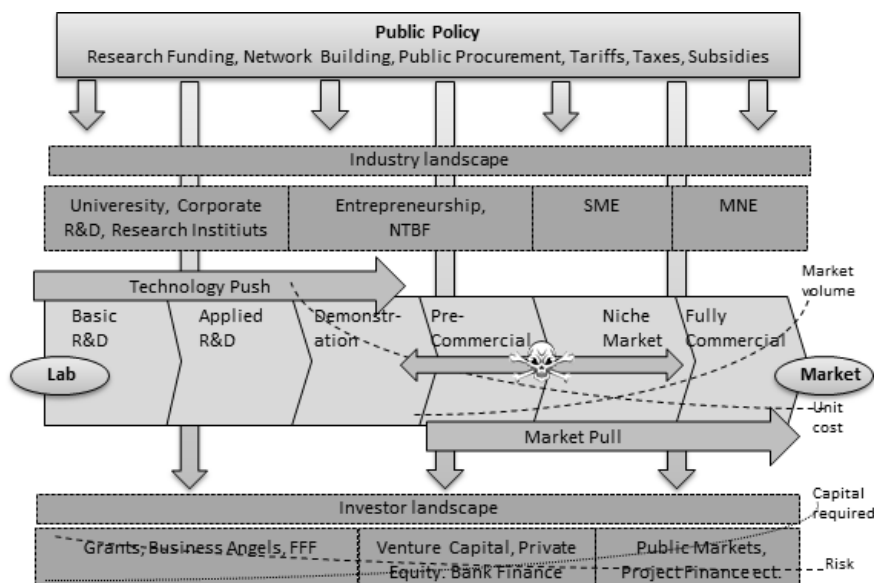 Public Policy
Research Funding, Network Building, Public Procurement, Tariffs, Taxes, Subsidies
Industry landscape
Univeresity, Corporate
R&D, Research Institiuts
Entrepreneurship,
NTBF
SME
MNE
Technology Push
Market
volume
Basic
R&D
Applied
R&D
Demonstr-
ation
Pre-
Commercial
Niche
Market
Fully
Commercial
Lab
Market
Unit
cost
Market Pull
Investor landscape
Capital
required
Grants, Business Angels, FFF
Venture Capital, Private
Equity. Bank Finance
Public Markets,
Project Finance ect.
Risk